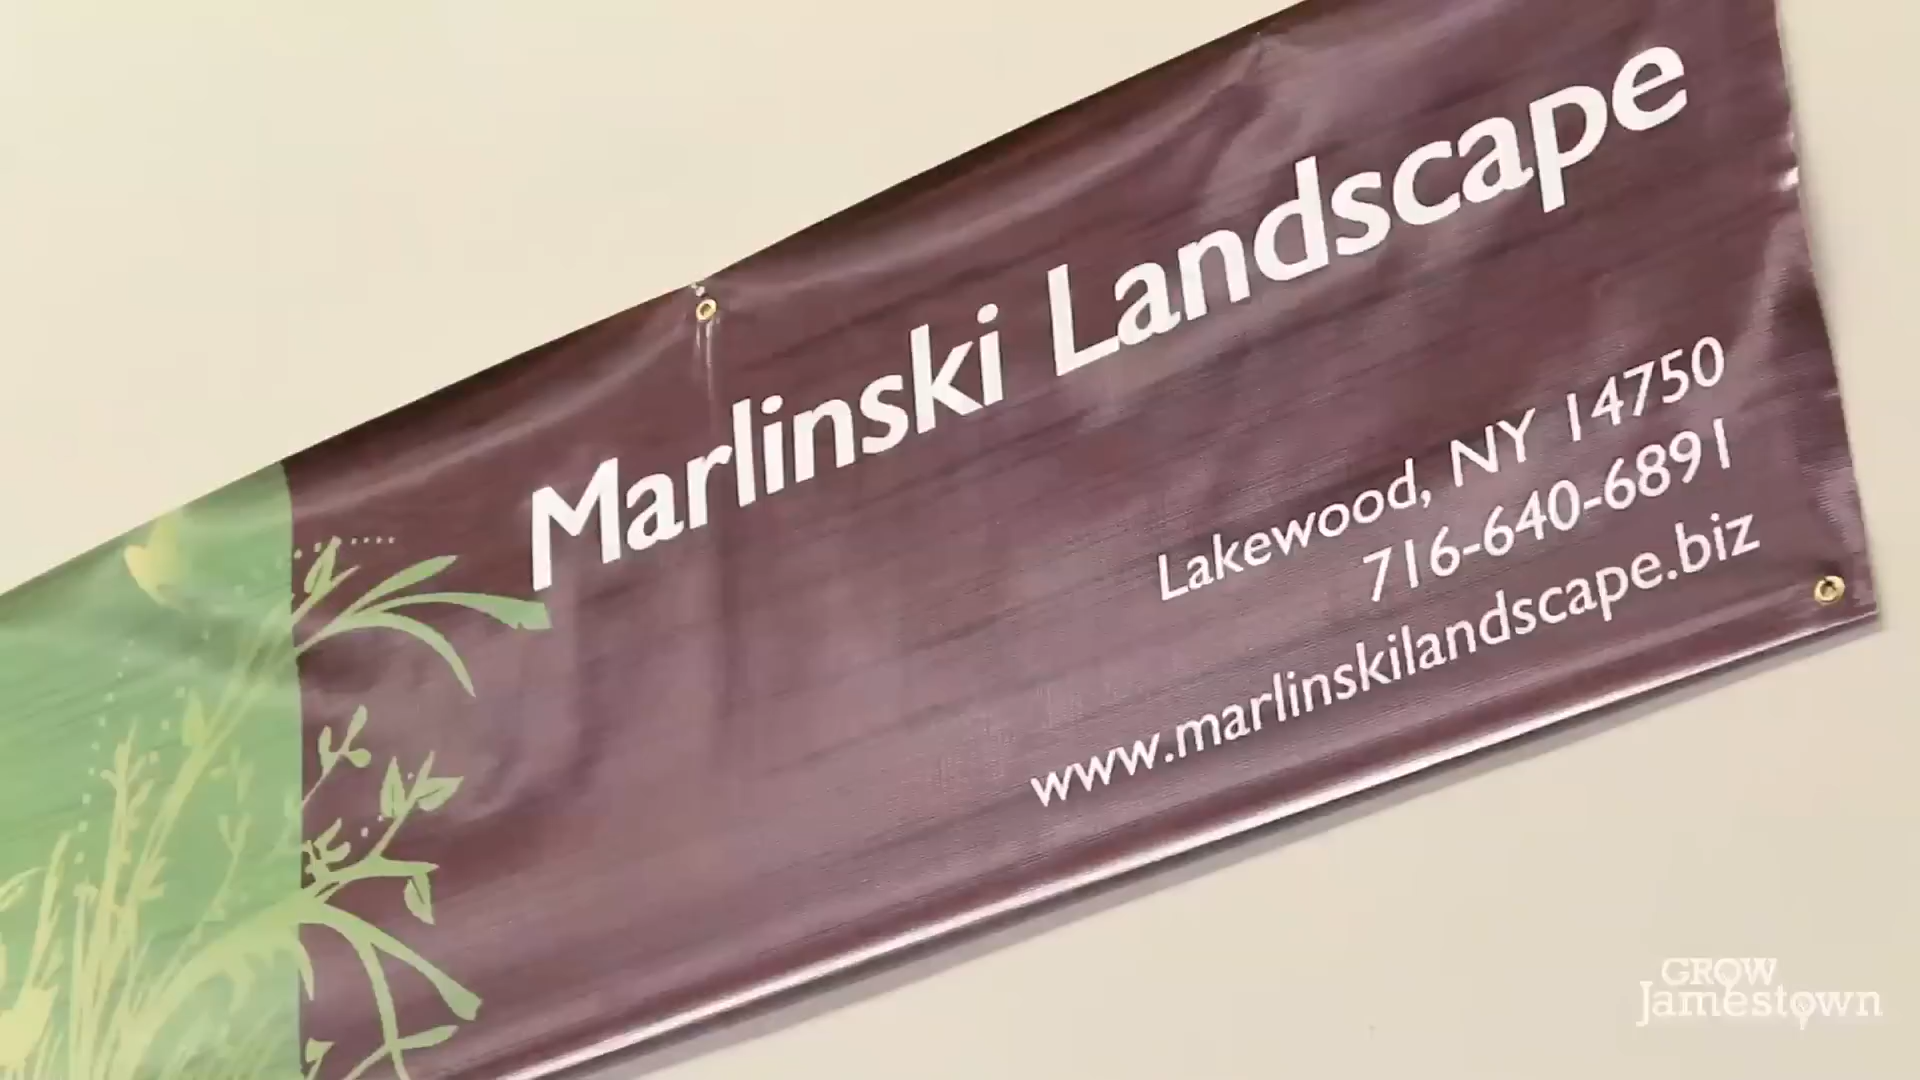 Marlinski Landscape
Lakewood, NY 14750
716-640-6891
www.marlinskilandscape.biz
GROW
Jamestown